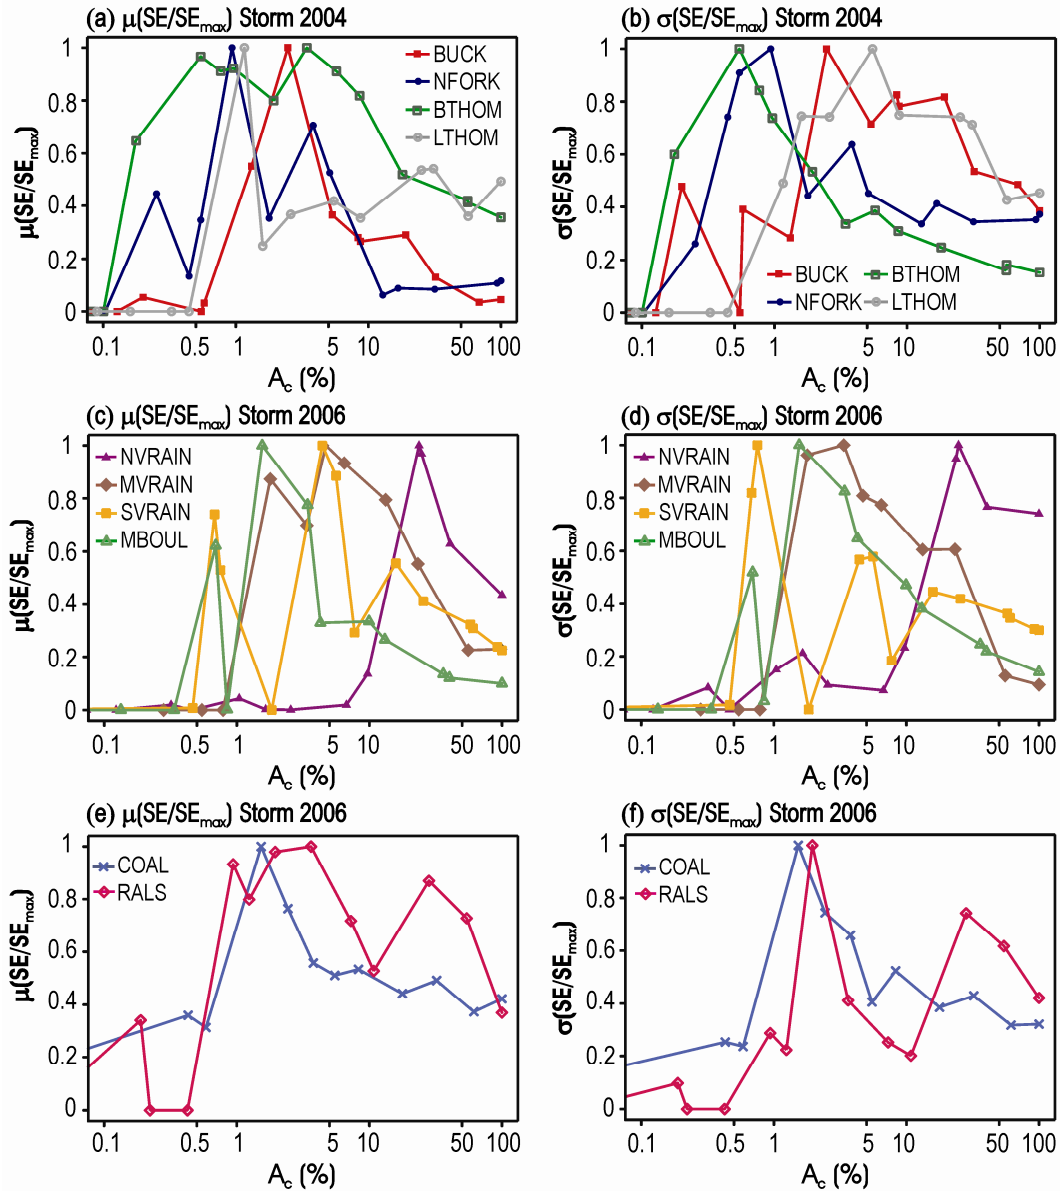 (a) μ(SE/SEmax) Storm 2004
1
0.8
0.6
0.4
0.2
0
μ(SE/SEmax)
BUCK
NFORK
BTHOM
LTHOM
0.1 0.5 1 5 10 50 100
Ac (%)
(b) σ(SE/SEmax) Storm 2004
1
0.8
0.6
0.4
0.2
0
σ(SE/SEmax)
BUCK BTHOM
NFORK LTHOM
0.1 0.5 1 5 10 50 100
Ac (%)
(c) μ(SE/SEmax) Storm 2006
1
0.8
0.6
0.4
0.2
0
μ(SE/SEmax)
NVRAIN
MVRAIN
SVRAIN
MBOUL
0.1 0.5 1 5 10 50 100
Ac (%)
(d) σ(SE/SEmax) Storm 2006
1
0.8
0.6
0.4
0.2
0
σ(SE/SEmax)
NVRAIN
MVRAIN
SVRAIN
MBOUL
0.1 0.5 1 5 10 50 100
Ac (%)
(e) μ(SE/SEmax) Storm 2006
1
0.8
0.6
0.4
0.2
0
μ(SE/SEmax)
COAL
RALS
0.1 0.5 1 5 10 50 100
Ac (%)
(f) σ(SE/SEmax) Storm 2006
1
0.8
0.6
0.4
0.2
0
σ(SE/SEmax)
COAL
RALS
0.1 0.5 1 5 10 50 100
Ac (%)